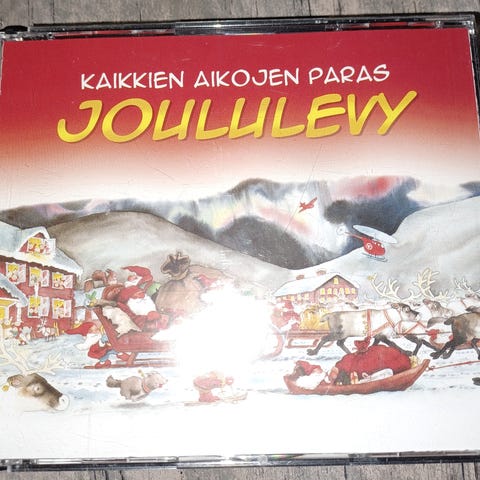 KAIKKIEN AIKOJEN PARAS
JOULULEVY